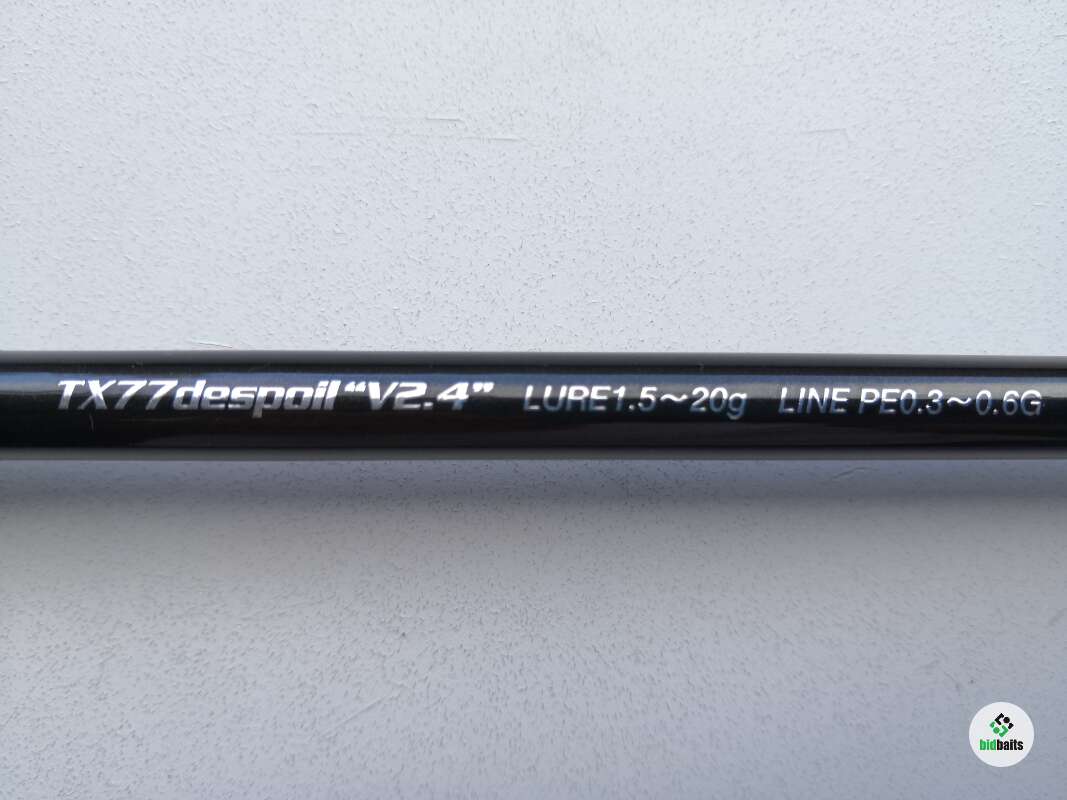 TX77despoil “V2.4” LURE1.5～20g LINE PE0.3～0.6G
bidbaits